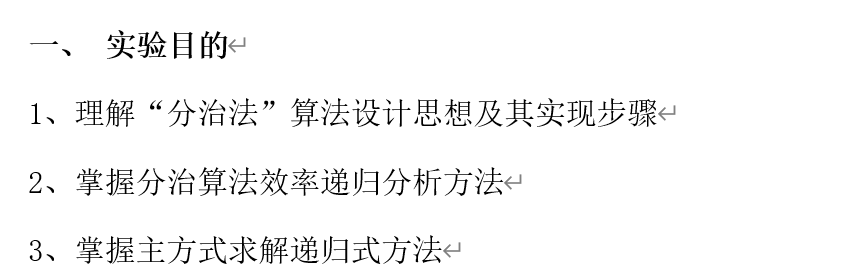 一、 实验目的
1、理解“分治法”算法设计思想及其实现步骤
2、掌握分治算法效率递归分析方法
3、掌握主方式求解递归式方法